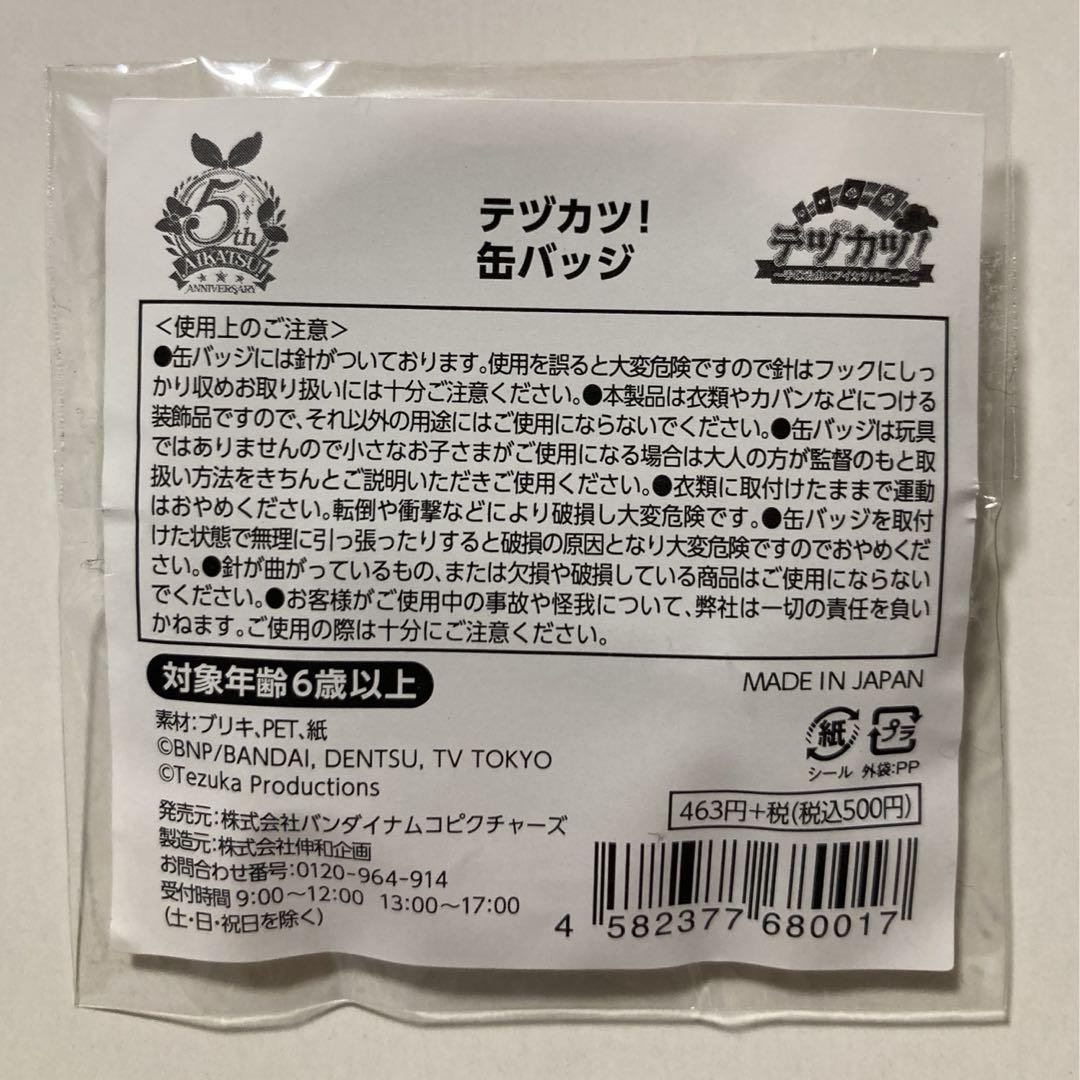 5th
AIKATSU!
ANNIVERSARY
テヅカツ!
缶バッジ
テヅカツ!
~手塚治虫×アイカツ!シリーズ~
<使用上のご注意>
●缶バッジには針がついております。使用を誤ると大変危険ですので針はフックにしっ
かり収めお取り扱いには十分ご注意ください。●本製品は衣類やカバンなどにつける
装飾品ですので、それ以外の用途にはご使用にならないでください。●缶バッジは玩具
ではありませんので小さなお子さまがご使用になる場合は大人の方が監督のもと取
扱い方法をきちんとご説明いただきご使用ください。●衣類に取付けたままで運動
はおやめください。転倒や衝撃などにより破損し大変危険です。●缶バッジを取付
けた状態で無理に引っ張ったりすると破損の原因となり大変危険ですのでおやめくだ
さい。●針が曲がっているもの、または欠損や破損している商品はご使用にならない
でください。●お客様がご使用中の事故や怪我について、弊社は一切の責任を負い
かねます。ご使用の際は十分にご注意ください。
対象年齢6歳以上
MADE IN JAPAN
素材:ブリキ、PET、紙
©BNP/BANDAI, DENTSU, TV TOKYO
©Tezuka Productions
紙 プラ
シール 外袋:PP
463円+税(税込500円)
発売元:株式会社バンダイナムコピクチャーズ
製造元:株式会社伸和企画
お問合わせ番号:0120-964-914
受付時間 9:00~12:00 13:00~17:00
(土・日・祝日を除く)
4 582377 680017